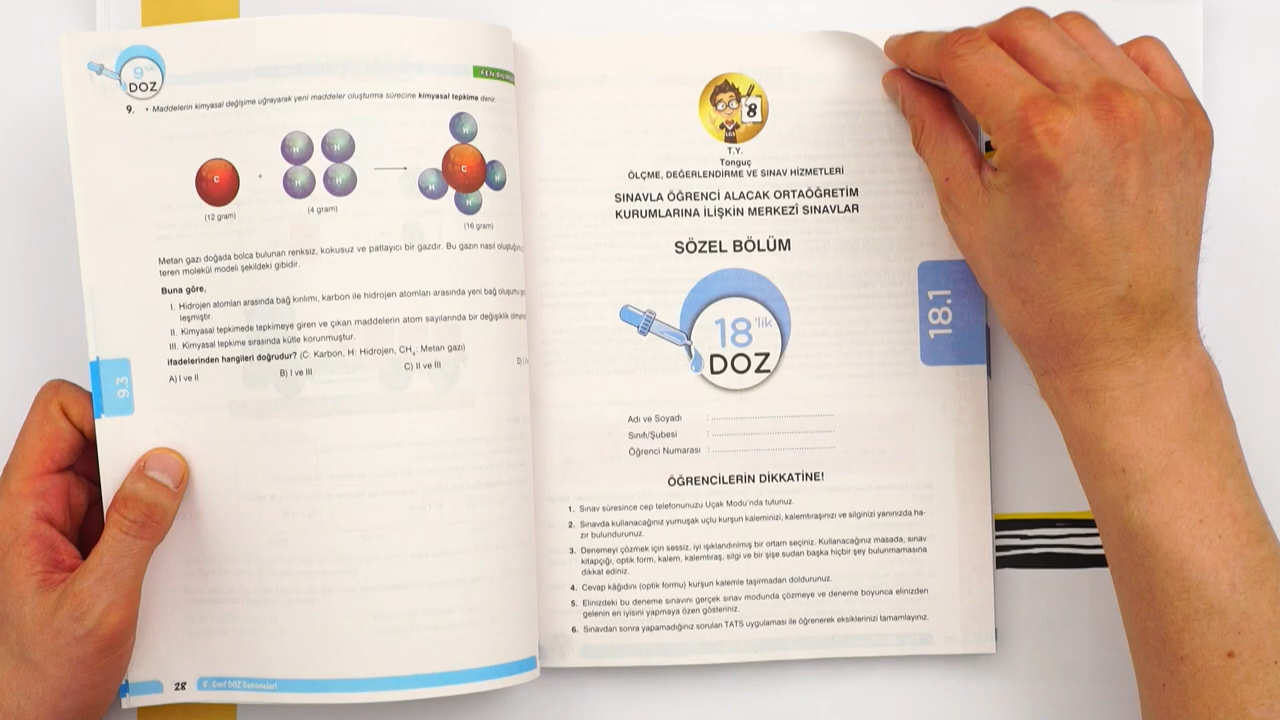 9'luk
DOZ
FEN BİLİMLERİ
9. • Maddelerin kimyasal değişime uğrayarak yeni maddeler oluşturma sürecine kimyasal tepkime denir.
C + H H H H → H H C H H
(12 gram) (4 gram) (16 gram)
Metan gazı doğada bolca bulunan renksiz, kokusuz ve patlayıcı bir gazdır. Bu gazın nasıl
teren molekül modeli şekildeki gibidir.
Buna göre,
I. Hidrojen atomları arasında bağ kırılımı, karbon ile hidrojen atomları arasında yeni bağ
leşmiştir.
II. Kimyasal tepkimede tepkimeye giren ve çıkan maddelerin atom sayılarında bir değişiklik
III. Kimyasal tepkime sırasında kütle korunmuştur.
ifadelerinden hangileri doğrudur? (C: Karbon, H: Hidrojen, CH4: Metan gazı)
A) I ve II B) I ve III C) II ve III D) I,
9.3
28 8. Sınıf DOZ Denemeleri
8
LGS
T.Y.
Tonguç
ÖLÇME, DEĞERLENDİRME VE SINAV HİZMETLERİ
SINAVLA ÖĞRENCİ ALACAK ORTAÖĞRETİM
KURUMLARINA İLİŞKİN MERKEZİ SINAVLAR
SÖZEL BÖLÜM
18'lik
DOZ
18.1
Adı ve Soyadı : ........................................
Sınıfı/Şubesi : ........................................
Öğrenci Numarası : ........................................
ÖĞRENCİLERİN DİKKATİNE!
1. Sınav süresince cep telefonunuzu Uçak Modu'nda tutunuz.
2. Sınavda kullanacağınız yumuşak uçlu kurşun kaleminizi, kalemtıraşınızı ve silginizi yanınızda ha-
zır bulundurunuz.
3. Denemeyi çözmek için sessiz, iyi ışıklandırılmış bir ortam seçiniz. Kullanacağınız masada, sınav
kitapçığı, optik form, kalem, kalemtıraş, silgi ve bir şişe sudan başka hiçbir şey bulunmamasına
dikkat ediniz.
4. Cevap kâğıdını (optik formu) kurşun kalemle taşırmadan doldurunuz.
5. Elinizdeki bu deneme sınavını gerçek sınav modunda çözmeye ve deneme boyunca elinizden
gelenin en iyisini yapmaya özen gösteriniz.
6. Sınavdan sonra yapamadığınız soruları TATS uygulaması ile öğrenerek eksiklerinizi tamamlayınız.